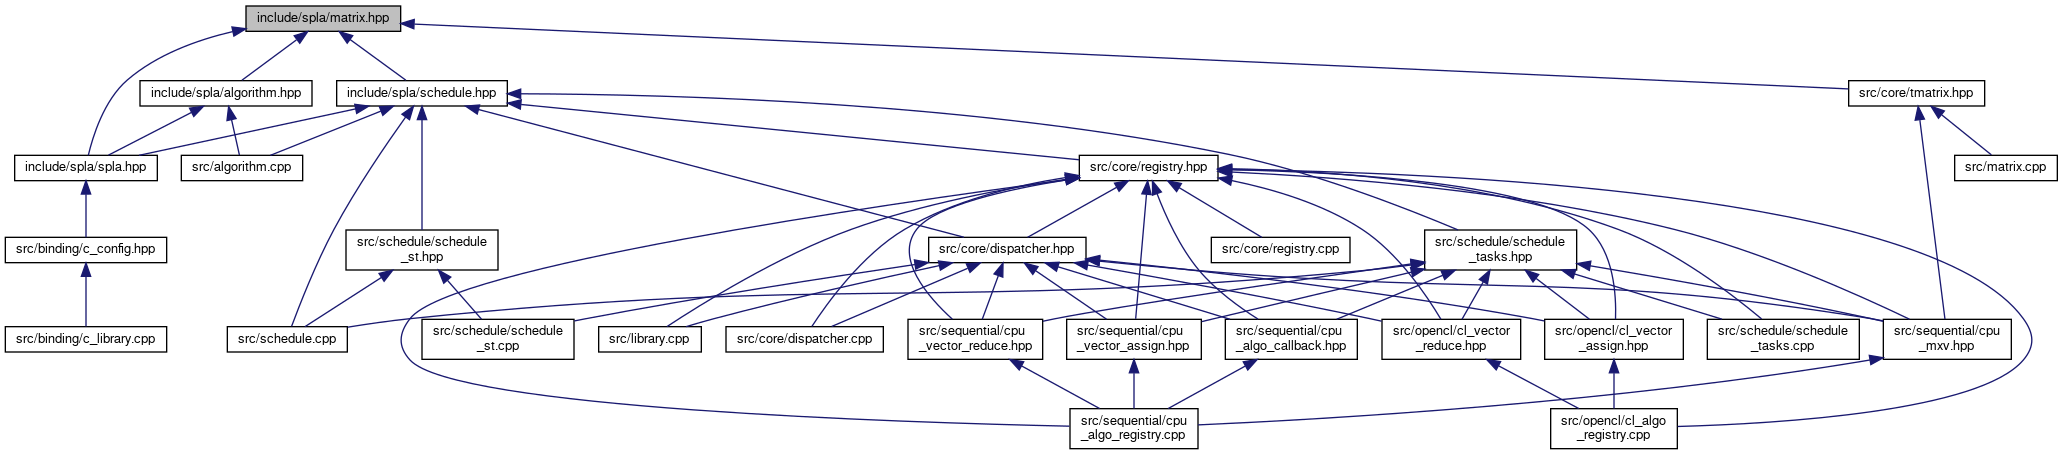 include/spla/matrix.hpp
include/spla/algorithm.hpp
include/spla/schedule.hpp
src/core/tmatrix.hpp
include/spla/spla.hpp
src/algorithm.cpp
src/core/registry.hpp
src/matrix.cpp
src/binding/c_config.hpp
src/schedule/schedule
_st.hpp
src/core/dispatcher.hpp
src/core/registry.cpp
src/schedule/schedule
_tasks.hpp
src/binding/c_library.cpp
src/schedule.cpp
src/schedule/schedule
_st.cpp
src/library.cpp
src/core/dispatcher.cpp
src/sequential/cpu
_vector_reduce.hpp
src/sequential/cpu
_vector_assign.hpp
src/sequential/cpu
_algo_callback.hpp
src/opencl/cl_vector
_reduce.hpp
src/opencl/cl_vector
_assign.hpp
src/schedule/schedule
_tasks.cpp
src/sequential/cpu
_mxv.hpp
src/sequential/cpu
_algo_registry.cpp
src/opencl/cl_algo
_registry.cpp